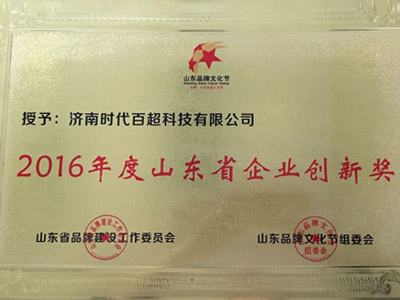 山东品牌文化节
授予：济南时代百超科技有限公司
2016年度山东省企业创新奖
山东省品牌建设工作委员会
山东品牌文化节组委会
组委会